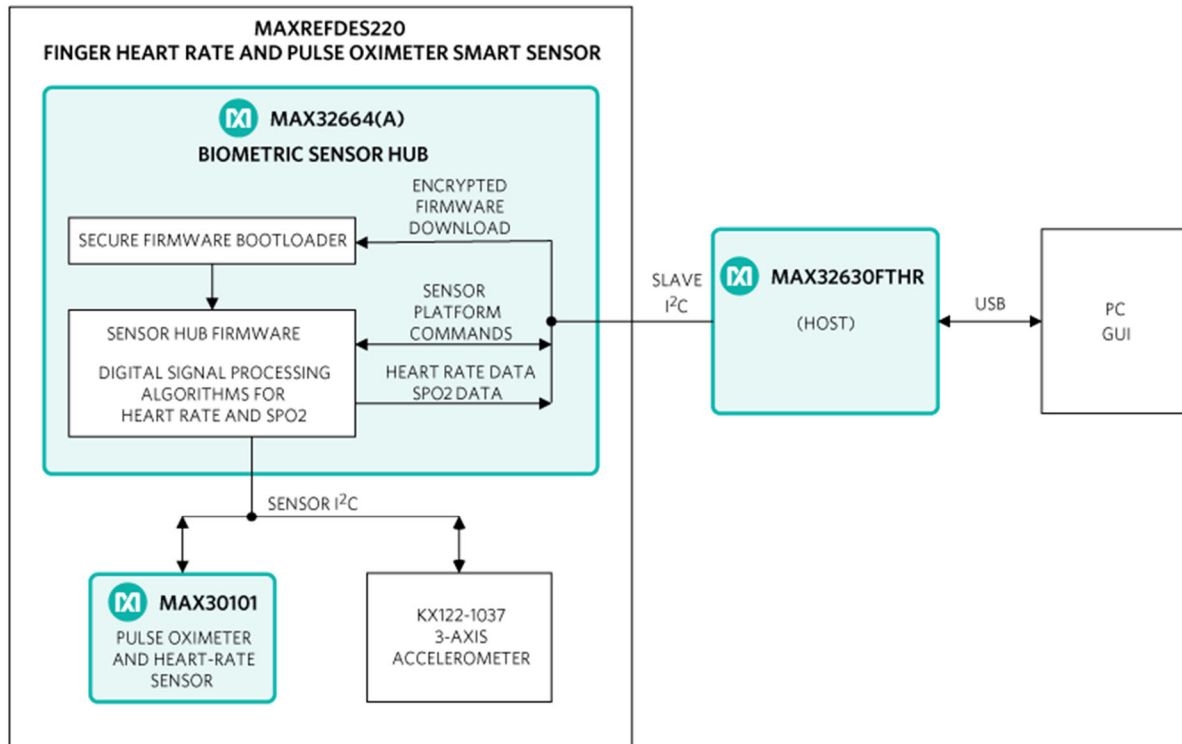 MAXREFDES220
FINGER HEART RATE AND PULSE OXIMETER SMART SENSOR
MAX32664(A)
BIOMETRIC SENSOR HUB
ENCRYPTED
FIRMWARE
DOWNLOAD
SECURE FIRMWARE BOOTLOADER
SENSOR
PLATFORM
COMMANDS
SENSOR HUB FIRMWARE
DIGITAL SIGNAL PROCESSING
ALGORITHMS FOR
HEART RATE AND SPO2
HEART RATE DATA
SPO2 DATA
SLAVE
I²C
MAX32630FTHR
(HOST)
USB
PC
GUI
SENSOR I²C
MAX30101
PULSE OXIMETER
AND HEART-RATE
SENSOR
KX122-1037
3-AXIS
ACCELEROMETER